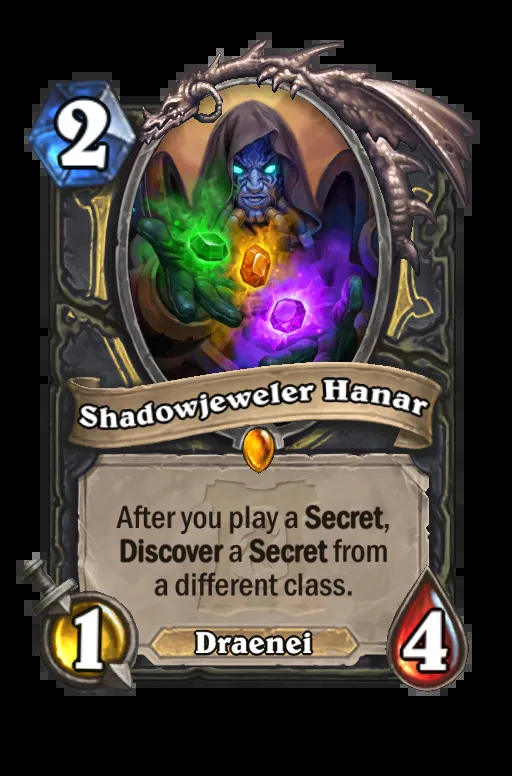 2
Shadowjeweler Hanar
After you play a Secret,
Discover a Secret from
a different class.
1
Draenei
4